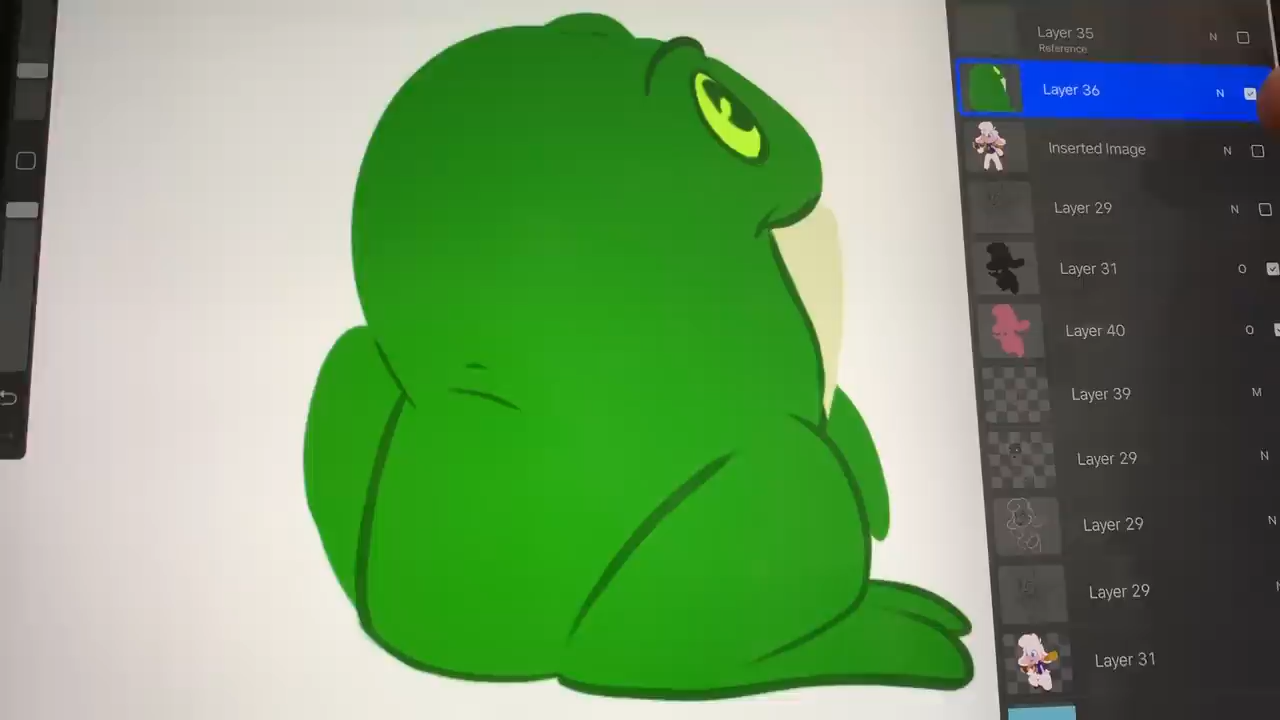 Layer 35 N
Reference
Layer 36 N
Inserted Image N
Layer 29 N
Layer 31 O
Layer 40 O
Layer 39 M
Layer 29 N
Layer 29 N
Layer 29
Layer 31